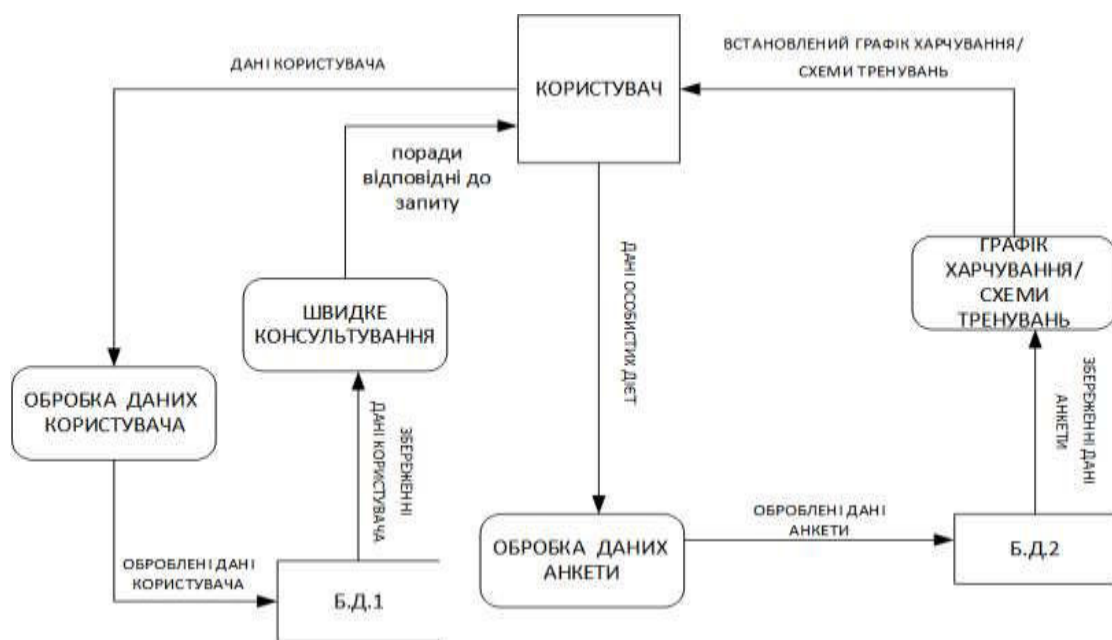 ВСТАНОВЛЕНИЙ ГРАФІК ХАРЧУВАННЯ/
СХЕМИ ТРЕНУВАНЬ
ДАНІ КОРИСТУВАЧА
КОРИСТУВАЧ
поради
відповідні до
запиту
ДАНІ ОСОБИСТИХ ДІЄТ
ГРАФІК
ХАРЧУВАННЯ/
СХЕМИ
ТРЕНУВАНЬ
ШВИДКЕ
КОНСУЛЬТУВАННЯ
ОБРОБКА ДАНИХ
КОРИСТУВАЧА
ЗБЕРЕЖЕННІ
ДАНІ КОРИСТУВАЧА
ЗБЕРЕЖЕННІ ДАНІ
АНКЕТИ
ОБРОБЛЕНІ ДАНІ
АНКЕТИ
ОБРОБКА ДАНИХ
АНКЕТИ
Б.Д.2
ОБРОБЛЕНІ ДАНІ
КОРИСТУВАЧА
Б.Д.1